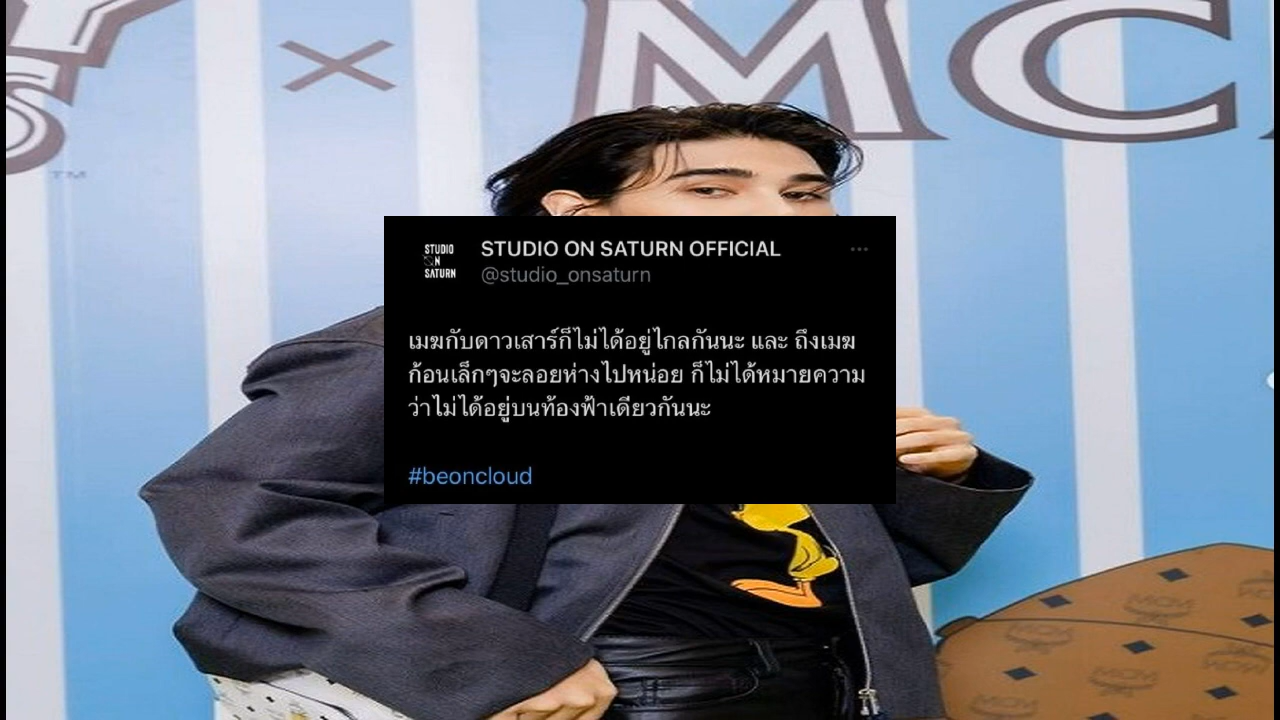 × MC
TM
STUDIO
ON
SATURN
STUDIO ON SATURN OFFICIAL
@studio_onsaturn
เมฆกับดาวเสาร์ก็ไม่ได้อยู่ไกลกันนะ และ ถึงเมฆ
ก้อนเล็กๆจะลอยห่างไปหน่อย ก็ไม่ได้หมายความ
ว่าไม่ได้อยู่บนท้องฟ้าเดียวกันนะ
#beoncloud
MCM
MCM
MCM